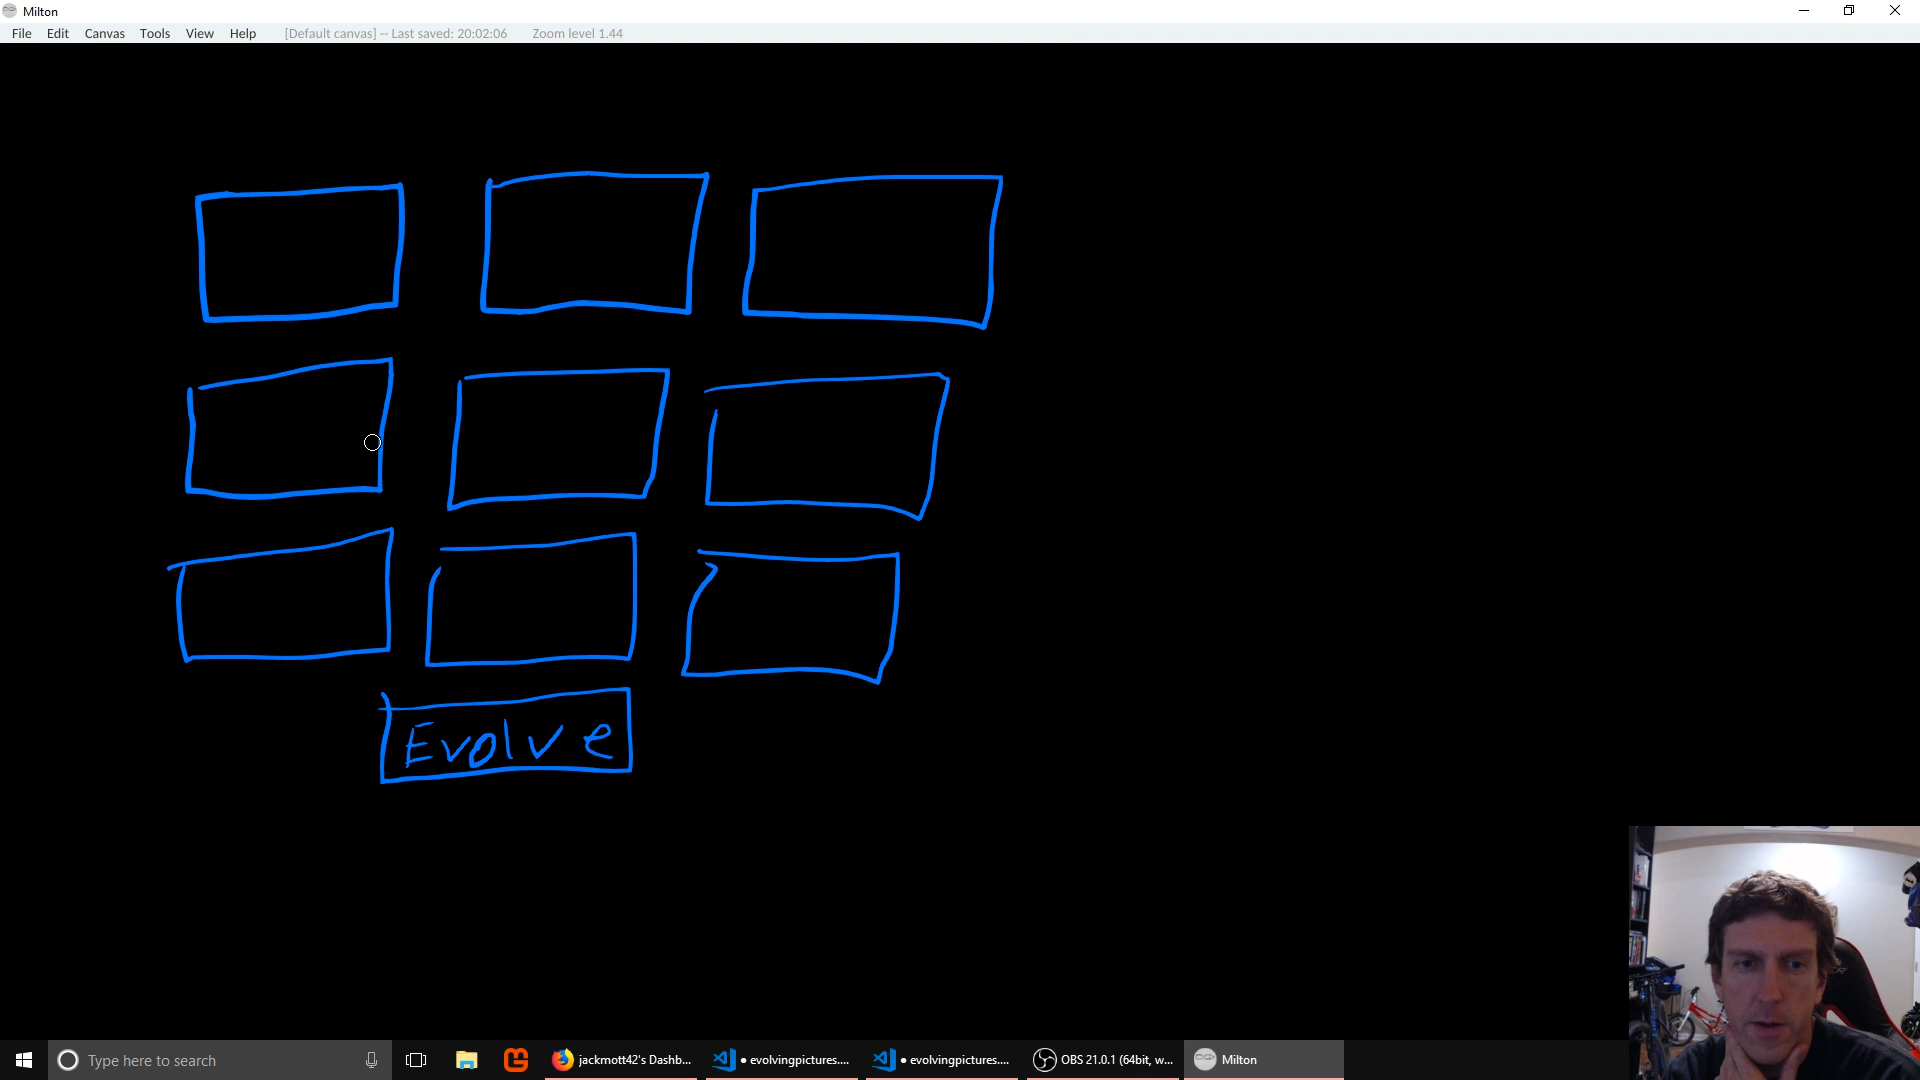 Milton
File Edit Canvas Tools View Help [Default canvas] -- Last saved: 20:02:06 Zoom level 1.44
Evolve
Type here to search jackmott42's Dashb... • evolvingpictures.... • evolvingpictures.... OBS 21.0.1 (64bit, w... Milton